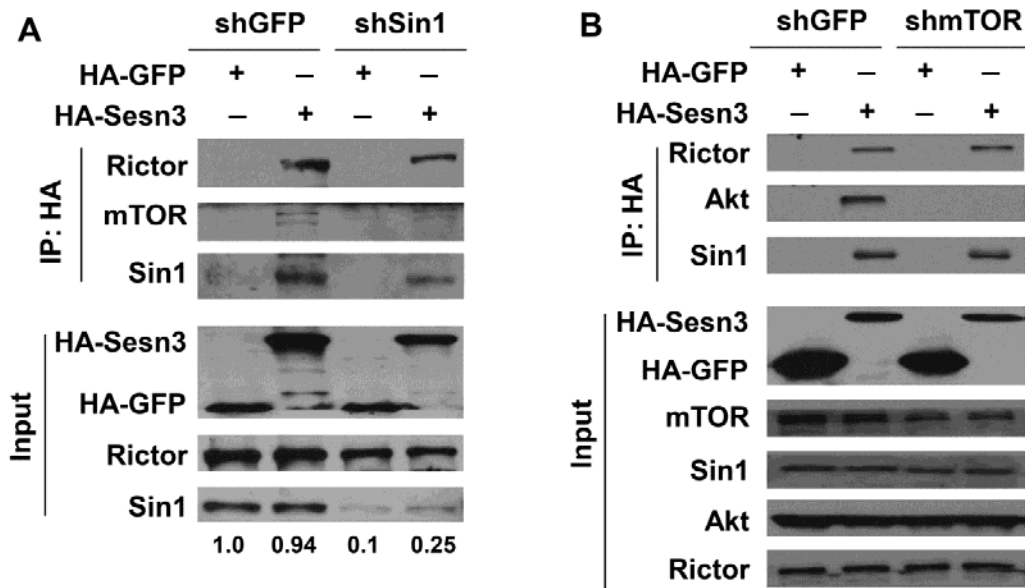 A
shGFP shSin1
HA-GFP + – + –
HA-Sesn3 – + – +
IP: HA
Rictor
mTOR
Sin1
Input
HA-Sesn3
HA-GFP
Rictor
Sin1
1.0 0.94 0.1 0.25
B
shGFP shmTOR
HA-GFP + – + –
HA-Sesn3 – + – +
IP: HA
Rictor
Akt
Sin1
Input
HA-Sesn3
HA-GFP
mTOR
Sin1
Akt
Rictor